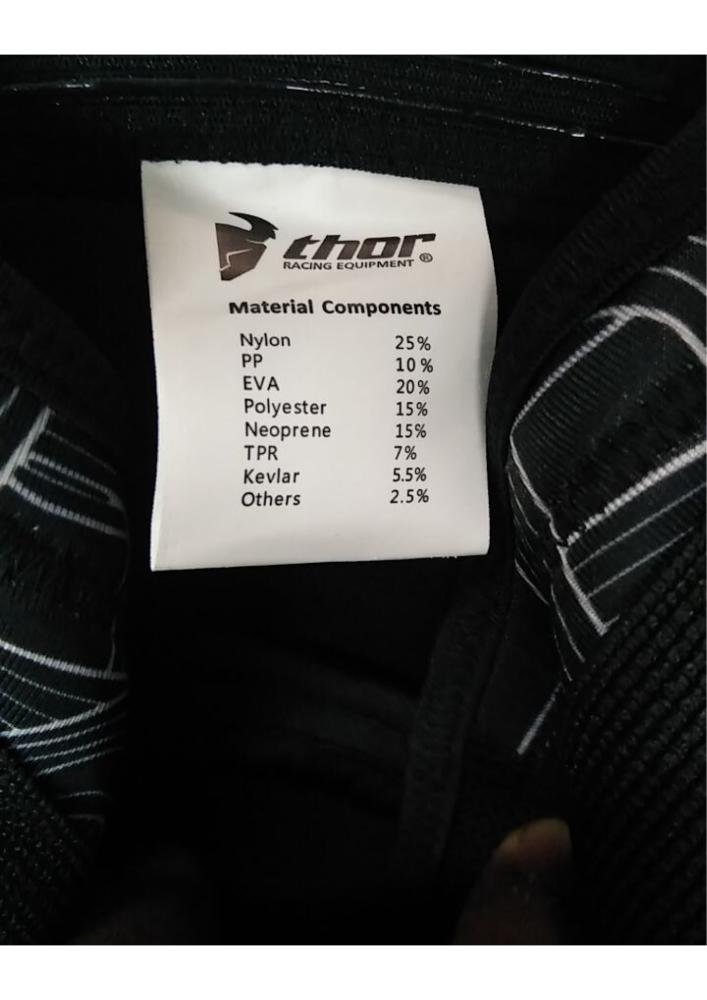 thor
RACING EQUIPMENT ®
Material Components
Nylon 25%
PP 10%
EVA 20%
Polyester 15%
Neoprene 15%
TPR 7%
Kevlar 5.5%
Others 2.5%